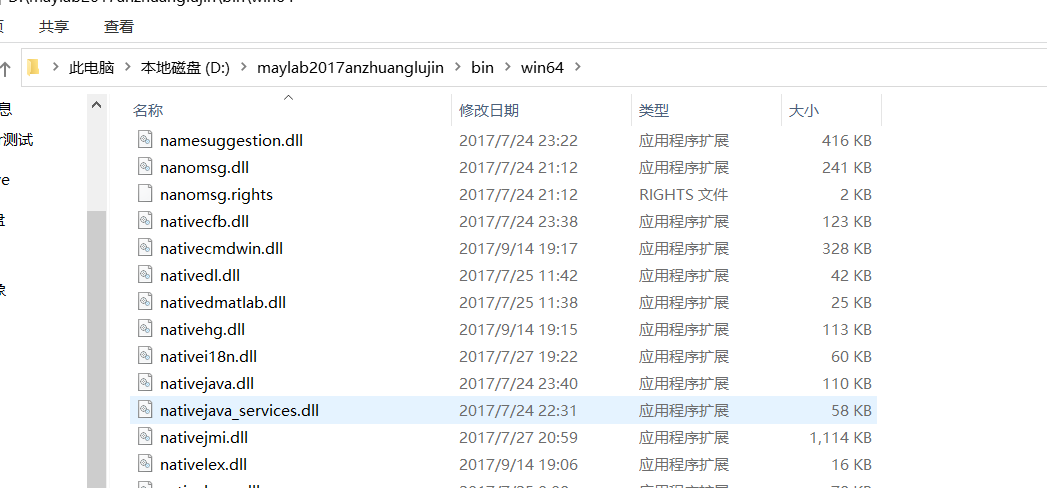 共享 查看
此电脑 本地磁盘 (D:) maylab2017anzhuanglujin bin win64
名称 修改日期 类型 大小
namesuggestion.dll 2017/7/24 23:22 应用程序扩展 416 KB
nanomsg.dll 2017/7/24 21:12 应用程序扩展 241 KB
nanomsg.rights 2017/7/24 21:12 RIGHTS 文件 2 KB
nativecfb.dll 2017/7/24 23:38 应用程序扩展 123 KB
nativecmdwin.dll 2017/9/14 19:17 应用程序扩展 328 KB
nativedl.dll 2017/7/25 11:42 应用程序扩展 42 KB
nativedmatlab.dll 2017/7/25 11:38 应用程序扩展 25 KB
nativehg.dll 2017/9/14 19:15 应用程序扩展 113 KB
nativei18n.dll 2017/7/27 19:22 应用程序扩展 60 KB
nativejava.dll 2017/7/24 23:40 应用程序扩展 110 KB
nativejava_services.dll 2017/7/24 22:31 应用程序扩展 58 KB
nativejmi.dll 2017/7/27 20:59 应用程序扩展 1,114 KB
nativelex.dll 2017/9/14 19:06 应用程序扩展 16 KB
息
测试